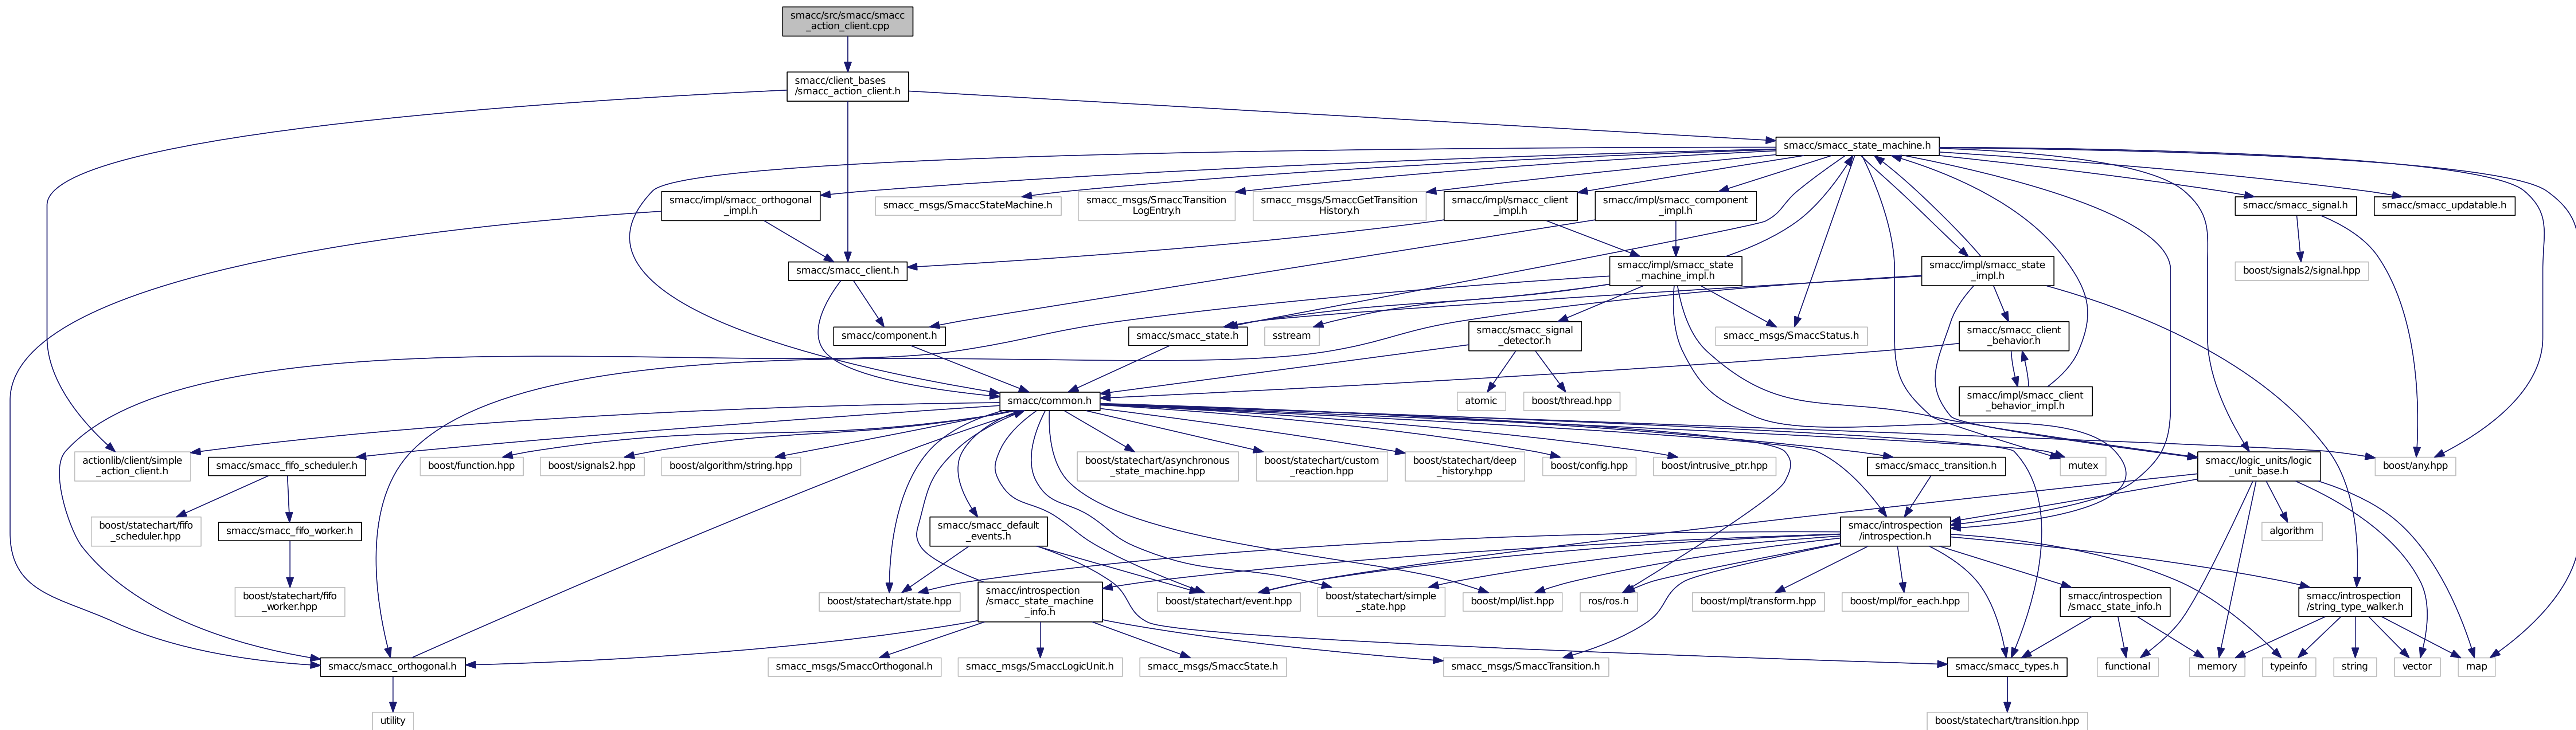 smacc/src/smacc/smacc
_action_client.cpp
smacc/client_bases
/smacc_action_client.h
smacc/smacc_state_machine.h
smacc/impl/smacc_orthogonal
_impl.h
smacc_msgs/SmaccStateMachine.h
smacc_msgs/SmaccTransition
LogEntry.h
smacc_msgs/SmaccGetTransition
History.h
smacc/impl/smacc_client
_impl.h
smacc/impl/smacc_component
_impl.h
smacc/smacc_signal.h
smacc/smacc_updatable.h
smacc/smacc_client.h
smacc/impl/smacc_state
_machine_impl.h
smacc/impl/smacc_state
_impl.h
boost/signals2/signal.hpp
smacc/component.h
smacc/smacc_state.h
sstream
smacc/smacc_signal
_detector.h
smacc_msgs/SmaccStatus.h
smacc/smacc_client
_behavior.h
smacc/common.h
atomic
boost/thread.hpp
smacc/impl/smacc_client
_behavior_impl.h
actionlib/client/simple
_action_client.h
smacc/smacc_fifo_scheduler.h
boost/function.hpp
boost/signals2.hpp
boost/algorithm/string.hpp
boost/statechart/asynchronous
_state_machine.hpp
boost/statechart/custom
_reaction.hpp
boost/statechart/deep
_history.hpp
boost/config.hpp
boost/intrusive_ptr.hpp
smacc/smacc_transition.h
mutex
smacc/logic_units/logic
_unit_base.h
boost/any.hpp
boost/statechart/fifo
_scheduler.hpp
smacc/smacc_fifo_worker.h
smacc/smacc_default
_events.h
smacc/introspection
/introspection.h
algorithm
boost/statechart/fifo
_worker.hpp
boost/statechart/state.hpp
smacc/introspection
/smacc_state_machine
_info.h
boost/statechart/event.hpp
boost/statechart/simple
_state.hpp
boost/mpl/list.hpp
ros/ros.h
boost/mpl/transform.hpp
boost/mpl/for_each.hpp
smacc/introspection
/smacc_state_info.h
smacc/introspection
/string_type_walker.h
smacc/smacc_orthogonal.h
smacc_msgs/SmaccOrthogonal.h
smacc_msgs/SmaccLogicUnit.h
smacc_msgs/SmaccState.h
smacc_msgs/SmaccTransition.h
smacc/smacc_types.h
functional
memory
typeinfo
string
vector
map
utility
boost/statechart/transition.hpp